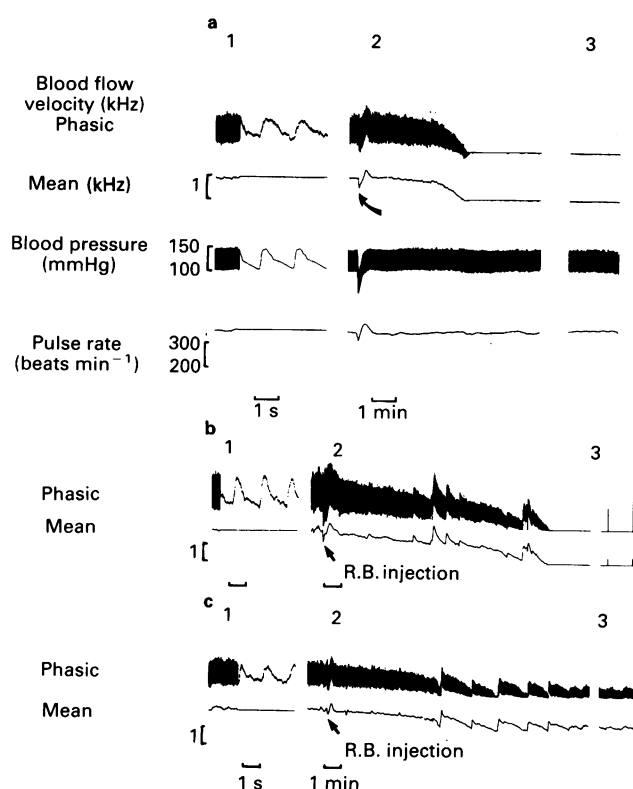 a
1 2 3
Blood flow
velocity (kHz)
Phasic
Mean (kHz) 1
Blood pressure 150
(mmHg) 100
Pulse rate 300
(beats min⁻¹) 200
1 s 1 min
b
1 2 3
Phasic
Mean
1
R.B. injection
c
1 2 3
Phasic
Mean
1
R.B. injection
1 s 1 min